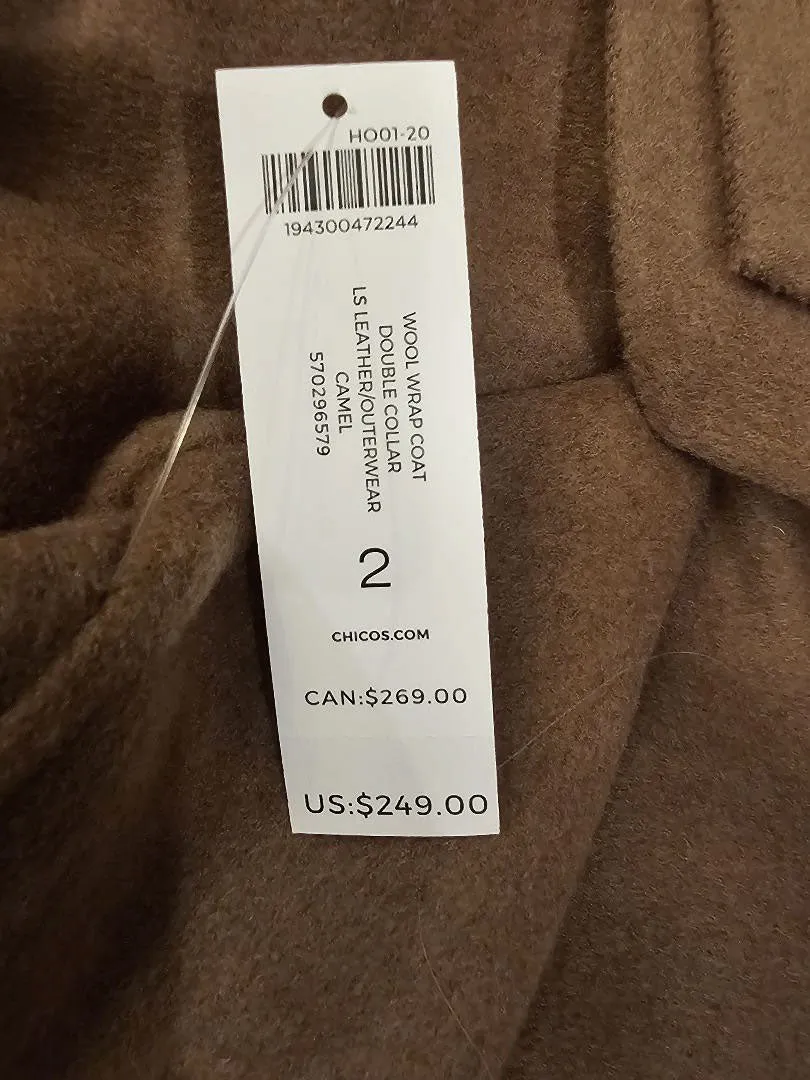 HO01-20
194300472244
WOOL WRAP COAT
DOUBLE COLLAR
LS LEATHER/OUTERWEAR
CAMEL
570296579
2
CHICOS.COM
CAN:$269.00
US:$249.00